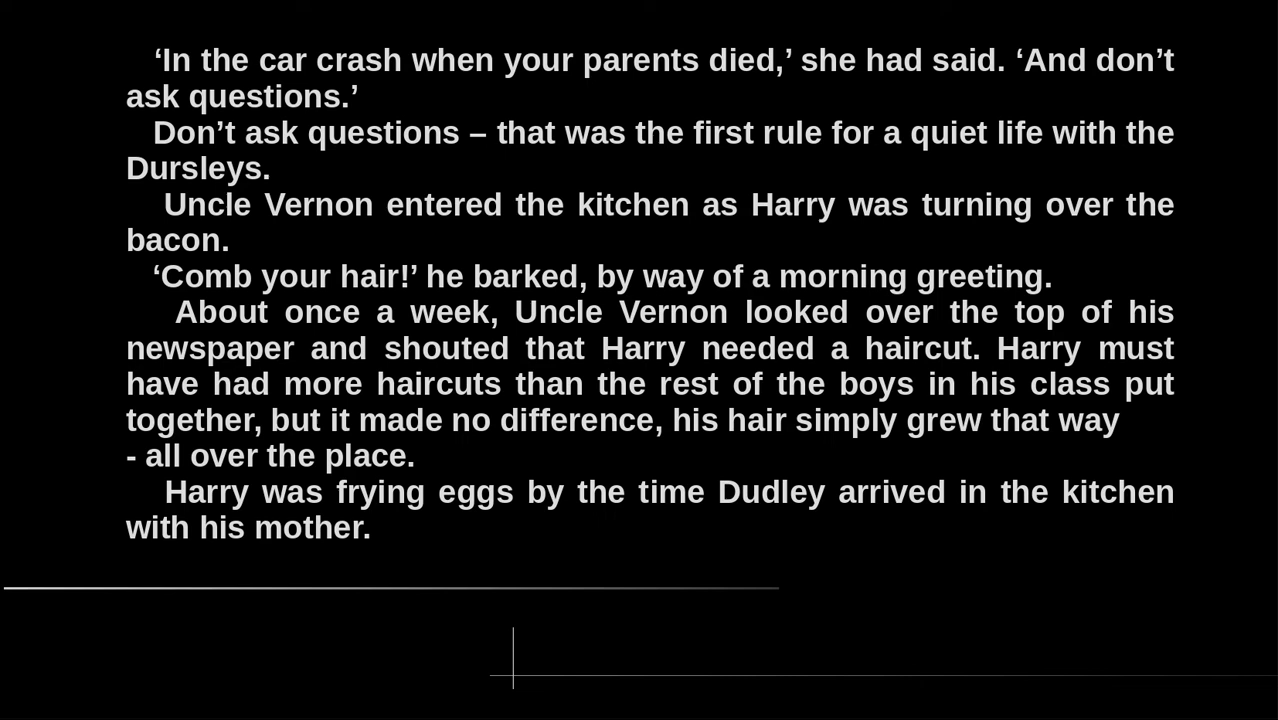 ‘In the car crash when your parents died,’ she had said. ‘And don’t
ask questions.’
Don’t ask questions – that was the first rule for a quiet life with the
Dursleys.
Uncle Vernon entered the kitchen as Harry was turning over the
bacon.
‘Comb your hair!’ he barked, by way of a morning greeting.
About once a week, Uncle Vernon looked over the top of his
newspaper and shouted that Harry needed a haircut. Harry must
have had more haircuts than the rest of the boys in his class put
together, but it made no difference, his hair simply grew that way
- all over the place.
Harry was frying eggs by the time Dudley arrived in the kitchen
with his mother.